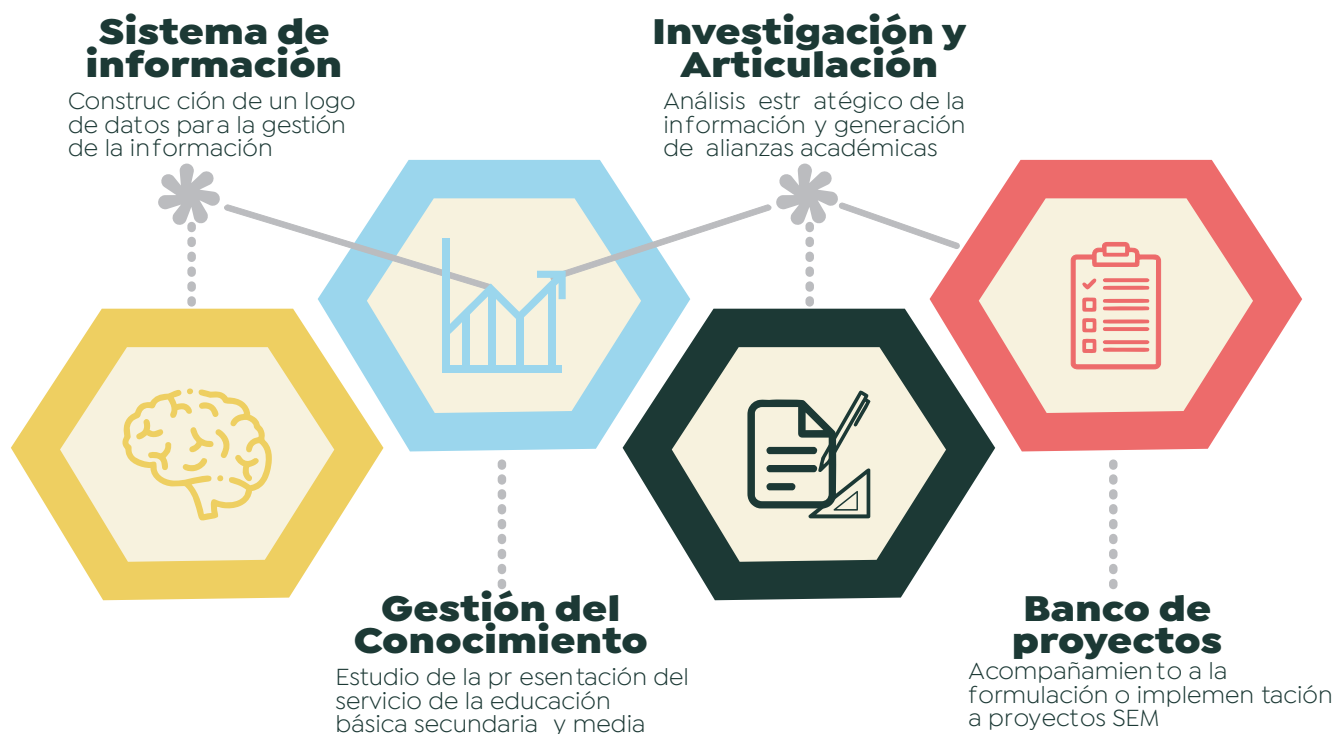 Sistema de
información
Construc ción de un logo
de datos para la gestión
de la información
Investigación y
Articulación
Análisis estr atégico de la
información y generación
de alianzas académicas
Gestión del
Conocimiento
Estudio de la pr esentación del
servicio de la educación
básica secundaria y media
Banco de
proyectos
Acompañamien to a la
formulación o implemen tación
a proyectos SEM